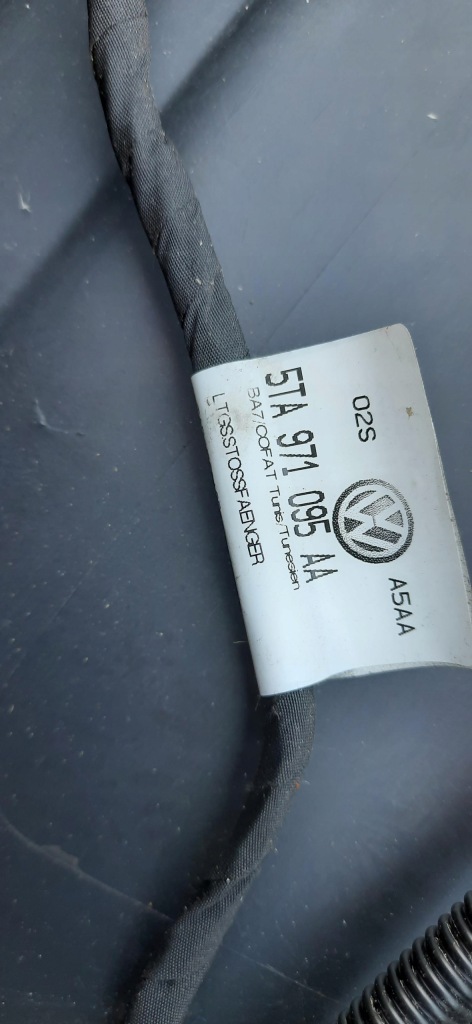 02S
A5AA
5TA 971 095 AA
BA7/OOFAT Tunis/Tunesien
LTGSSTOSSFAENGER